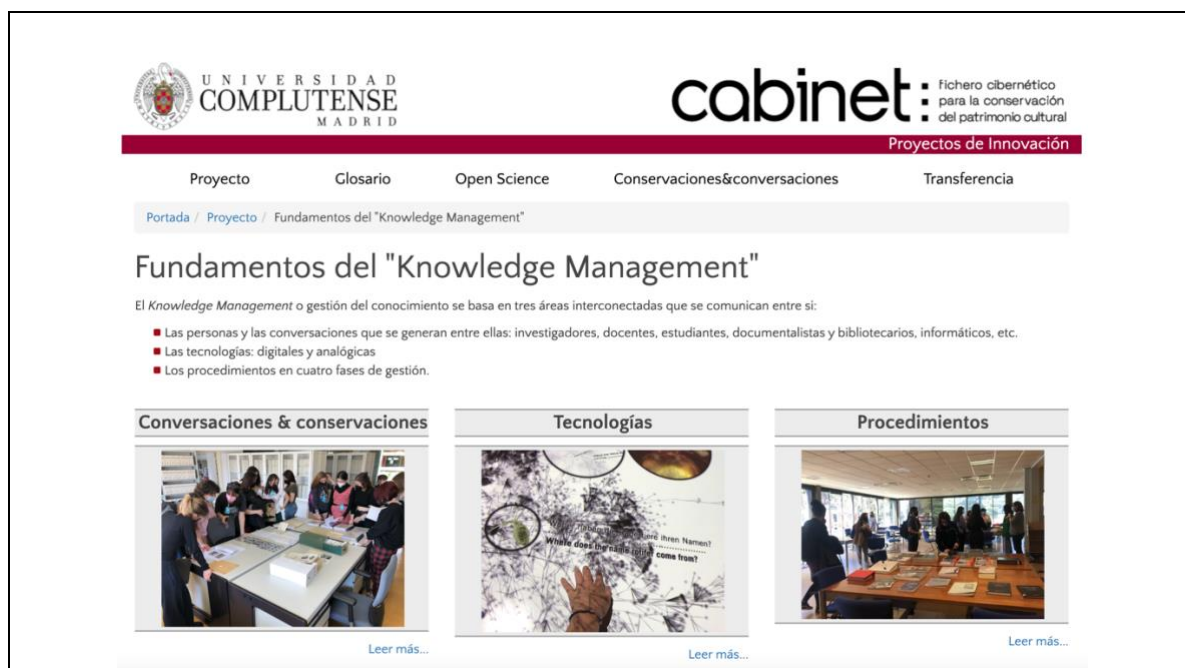 UNIVERSIDAD
COMPLUTENSE
MADRID
cabinet:
fichero cibernético
para la conservación
del patrimonio cultural
Proyectos de Innovación
Proyecto Glosario Open Science Conservaciones&conversaciones Transferencia
Portada / Proyecto / Fundamentos del "Knowledge Management"
Fundamentos del "Knowledge Management"
El Knowledge Management o gestión del conocimiento se basa en tres áreas interconectadas que se comunican entre si:
Las personas y las conversaciones que se generan entre ellas: investigadores, docentes, estudiantes, documentalistas y bibliotecarios, informáticos, etc.
Las tecnologías: digitales y analógicas
Los procedimientos en cuatro fases de gestión.
Conversaciones & conservaciones Tecnologías Procedimientos
ihren Namen?
Where does the name come from?
Leer más... Leer más... Leer más...